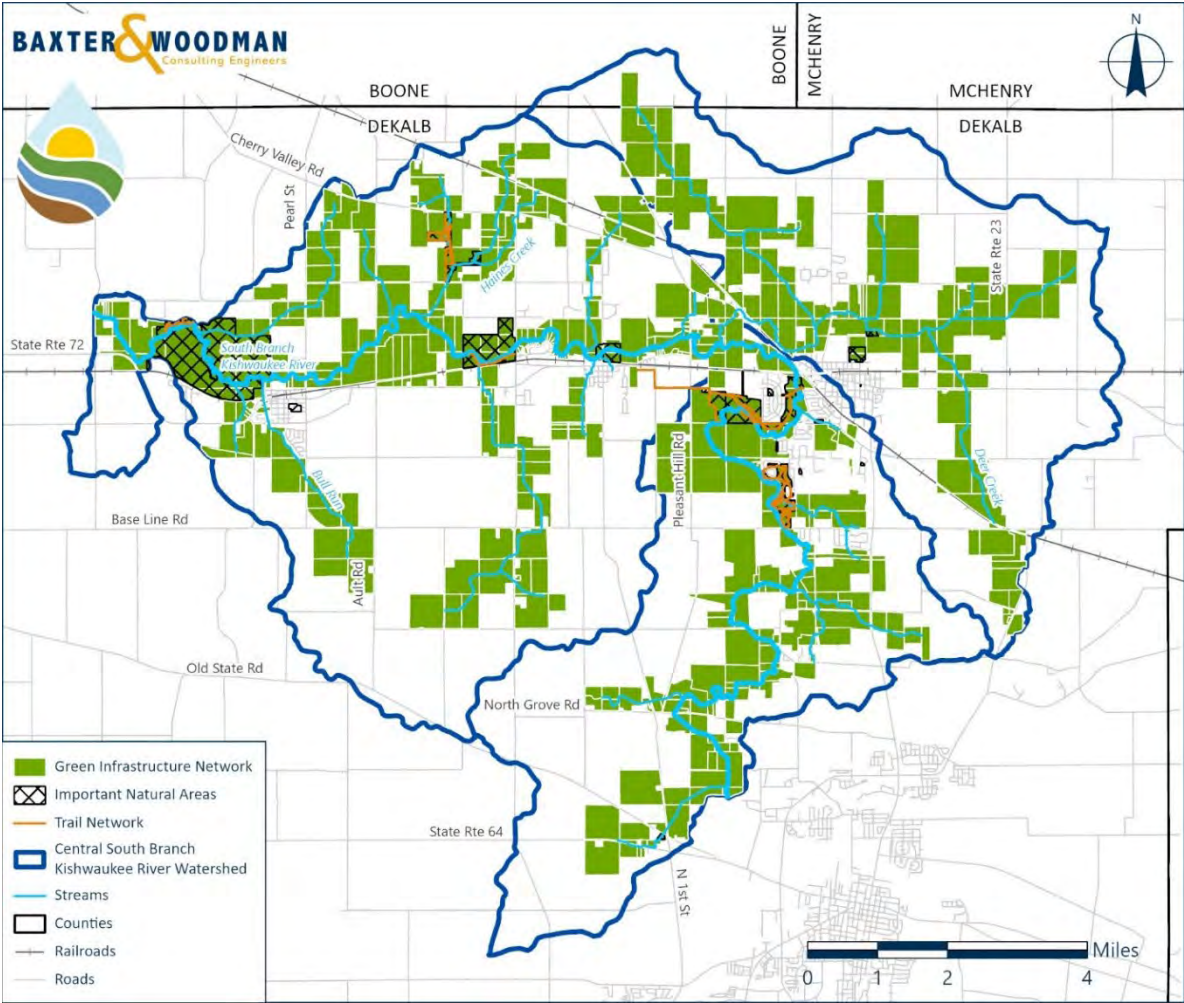 BAXTER & WOODMAN
Consulting Engineers
BOONE
MCHENRY
N
BOONE
DEKALB
MCHENRY
DEKALB
Cherry Valley Rd
Pearl St
State Rte 23
Haines Creek
State Rte 72
South Branch
Kishwaukee River
Pleasant Hill Rd
Deer Creek
Bull Run
Base Line Rd
Ault Rd
Old State Rd
North Grove Rd
State Rte 64
N 1st St
Green Infrastructure Network
Important Natural Areas
Trail Network
Central South Branch
Kishwaukee River Watershed
Streams
Counties
Railroads
Roads
Miles
0 1 2 4